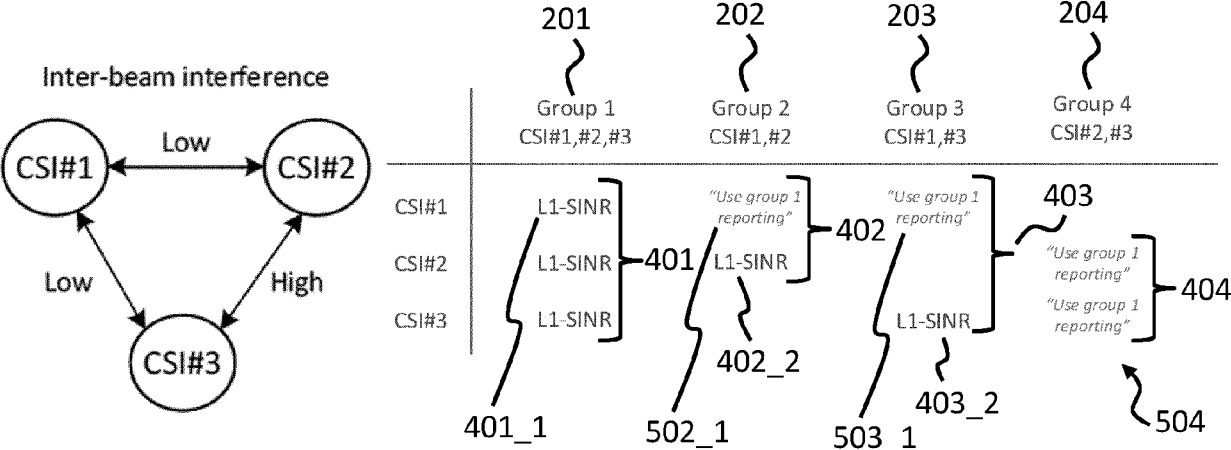 201
202
203
204
Inter-beam interference
Group 1
CSI#1,#2,#3
Group 2
CSI#1,#2
Group 3
CSI#1,#3
Group 4
CSI#2,#3
CSI#1
Low
CSI#2
Low
High
CSI#3
CSI#1
L1-SINR
"Use group 1
reporting"
"Use group 1
reporting"
403
402
CSI#2
L1-SINR
401
L1-SINR
"Use group 1
reporting"
404
CSI#3
L1-SINR
L1-SINR
"Use group 1
reporting"
402_2
403_2
401_1
502_1
503_1
504